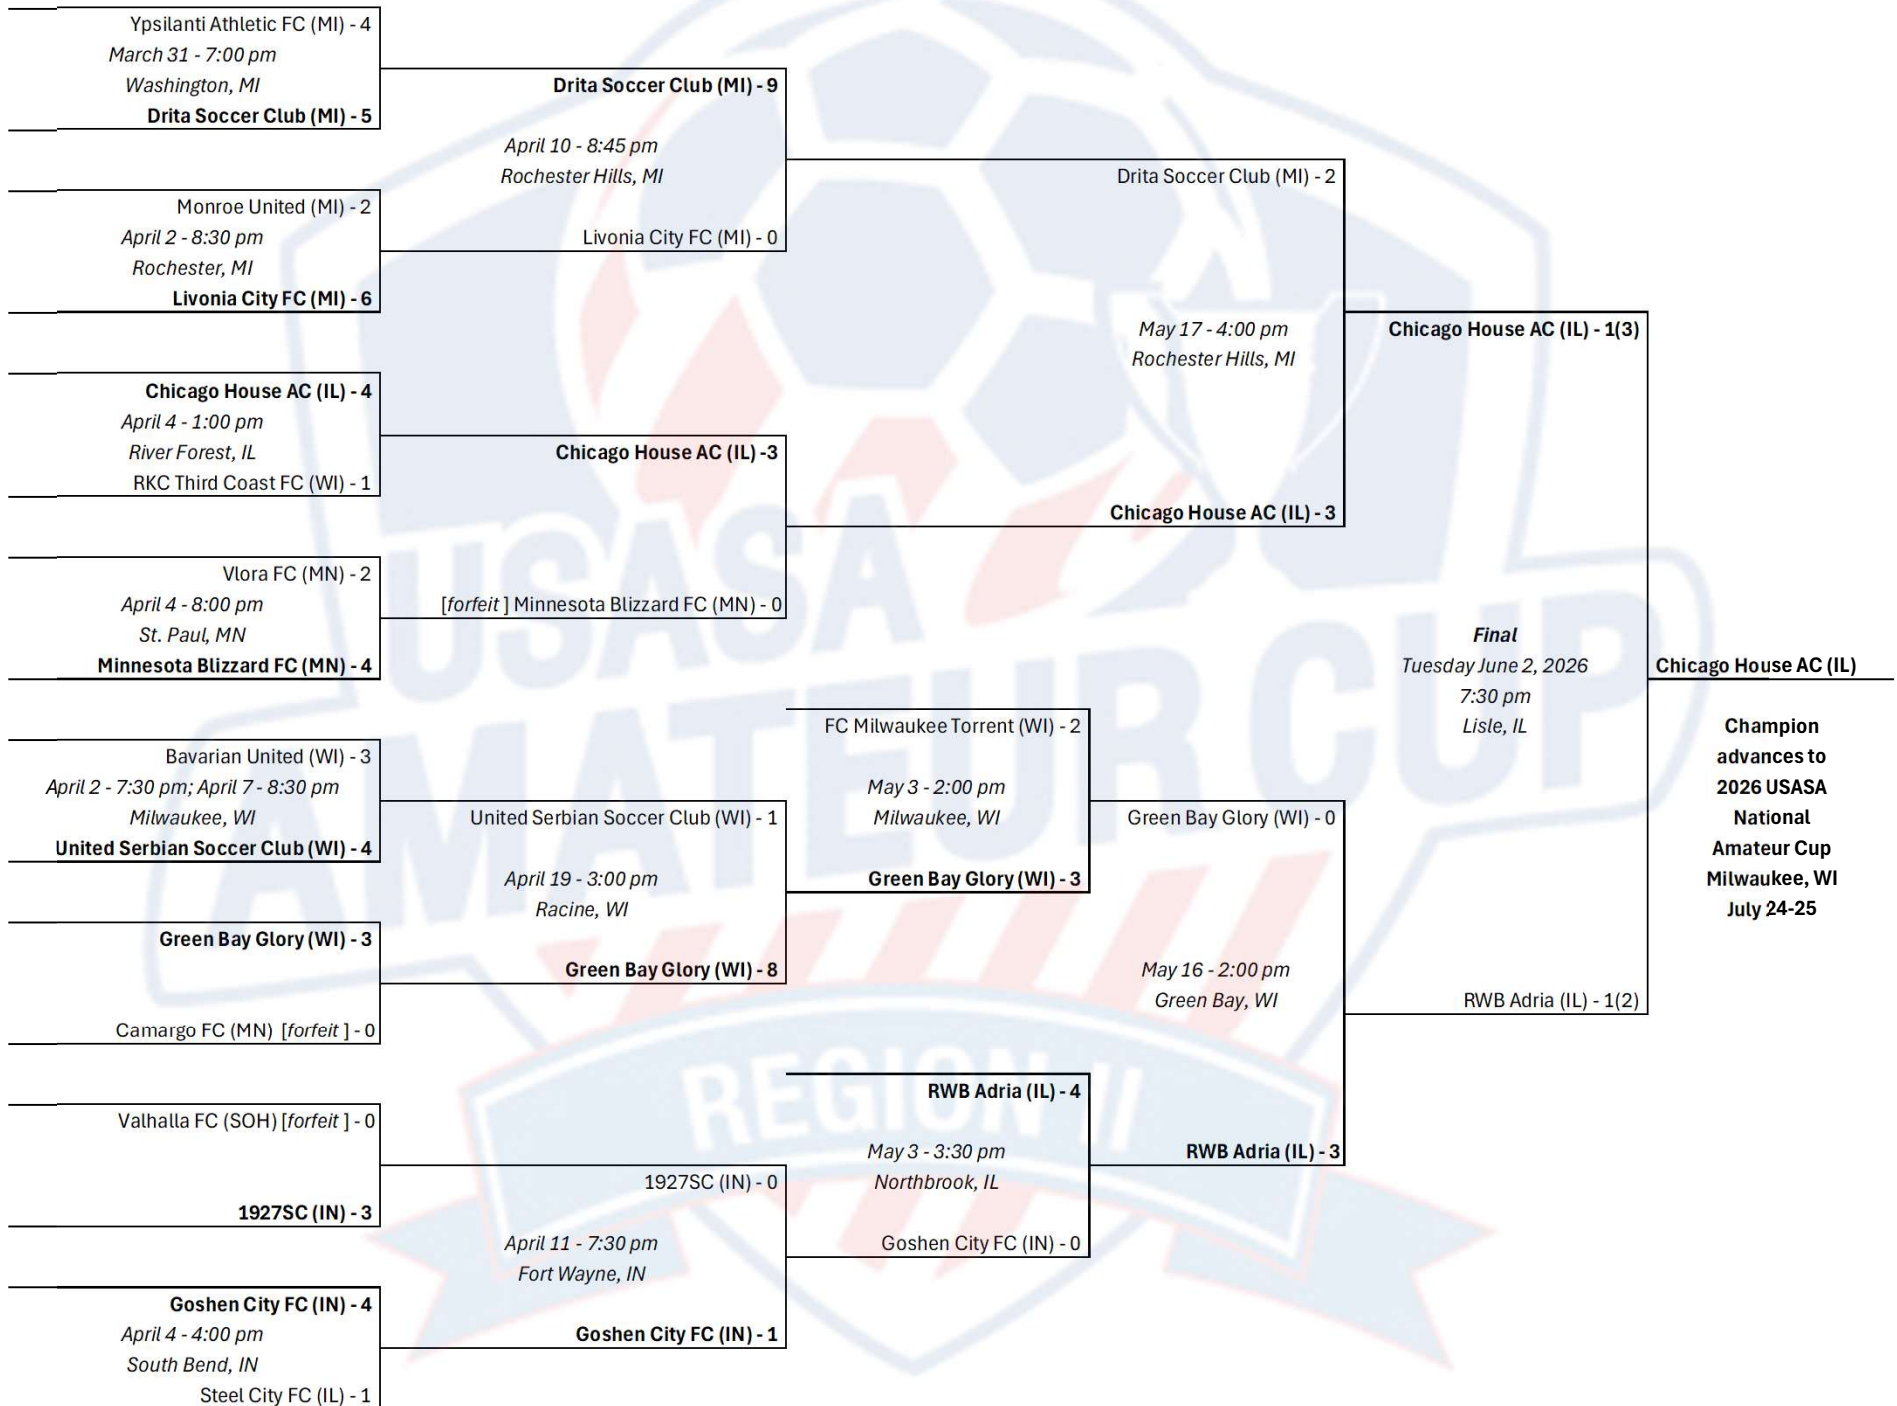 Ypsilanti Athletic FC (MI) - 4
March 31 - 7:00 pm
Washington, MI
Drita Soccer Club (MI) - 5
Monroe United (MI) - 2
April 2 - 8:30 pm
Rochester, MI
Livonia City FC (MI) - 6
Chicago House AC (IL) - 4
April 4 - 1:00 pm
River Forest, IL
RKC Third Coast FC (WI) - 1
Vlora FC (MN) - 2
April 4 - 8:00 pm
St. Paul, MN
Minnesota Blizzard FC (MN) - 4
Bavarian United (WI) - 3
April 2 - 7:30 pm; April 7 - 8:30 pm
Milwaukee, WI
United Serbian Soccer Club (WI) - 4
Green Bay Glory (WI) - 3
Camargo FC (MN) [forfeit ] - 0
Valhalla FC (SOH) [forfeit ] - 0
1927SC (IN) - 3
Goshen City FC (IN) - 4
April 4 - 4:00 pm
South Bend, IN
Steel City FC (IL) - 1
Drita Soccer Club (MI) - 9
April 10 - 8:45 pm
Rochester Hills, MI
Livonia City FC (MI) - 0
Chicago House AC (IL) -3
[forfeit ] Minnesota Blizzard FC (MN) - 0
United Serbian Soccer Club (WI) - 1
April 19 - 3:00 pm
Racine, WI
Green Bay Glory (WI) - 8
1927SC (IN) - 0
April 11 - 7:30 pm
Fort Wayne, IN
Goshen City FC (IN) - 1
FC Milwaukee Torrent (WI) - 2
May 3 - 2:00 pm
Milwaukee, WI
Green Bay Glory (WI) - 3
RWB Adria (IL) - 4
May 3 - 3:30 pm
Northbrook, IL
Goshen City FC (IN) - 0
Drita Soccer Club (MI) - 2
May 17 - 4:00 pm
Rochester Hills, MI
Chicago House AC (IL) - 3
Green Bay Glory (WI) - 0
May 16 - 2:00 pm
Green Bay, WI
RWB Adria (IL) - 3
Chicago House AC (IL) - 1(3)
Final
Tuesday June 2, 2026
7:30 pm
Lisle, IL
RWB Adria (IL) - 1(2)
Chicago House AC (IL)
Champion
advances to
2026 USASA
National
Amateur Cup
Milwaukee, WI
July 24-25
USASA
AMATEUR CUP
REGION II